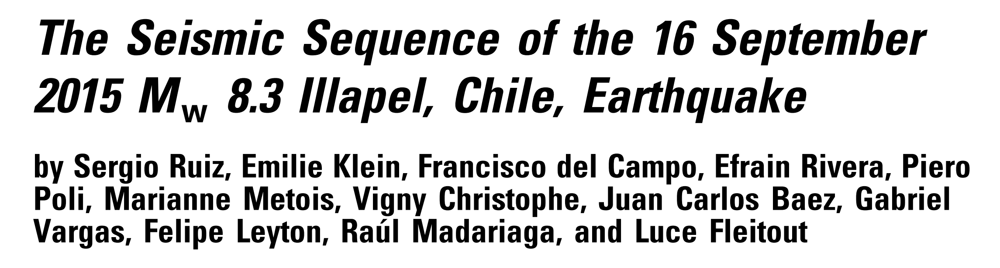 The Seismic Sequence of the 16 September
2015 Mw 8.3 Illapel, Chile, Earthquake
by Sergio Ruiz, Emilie Klein, Francisco del Campo, Efrain Rivera, Piero
Poli, Marianne Metois, Vigny Christophe, Juan Carlos Baez, Gabriel
Vargas, Felipe Leyton, Raúl Madariaga, and Luce Fleitout